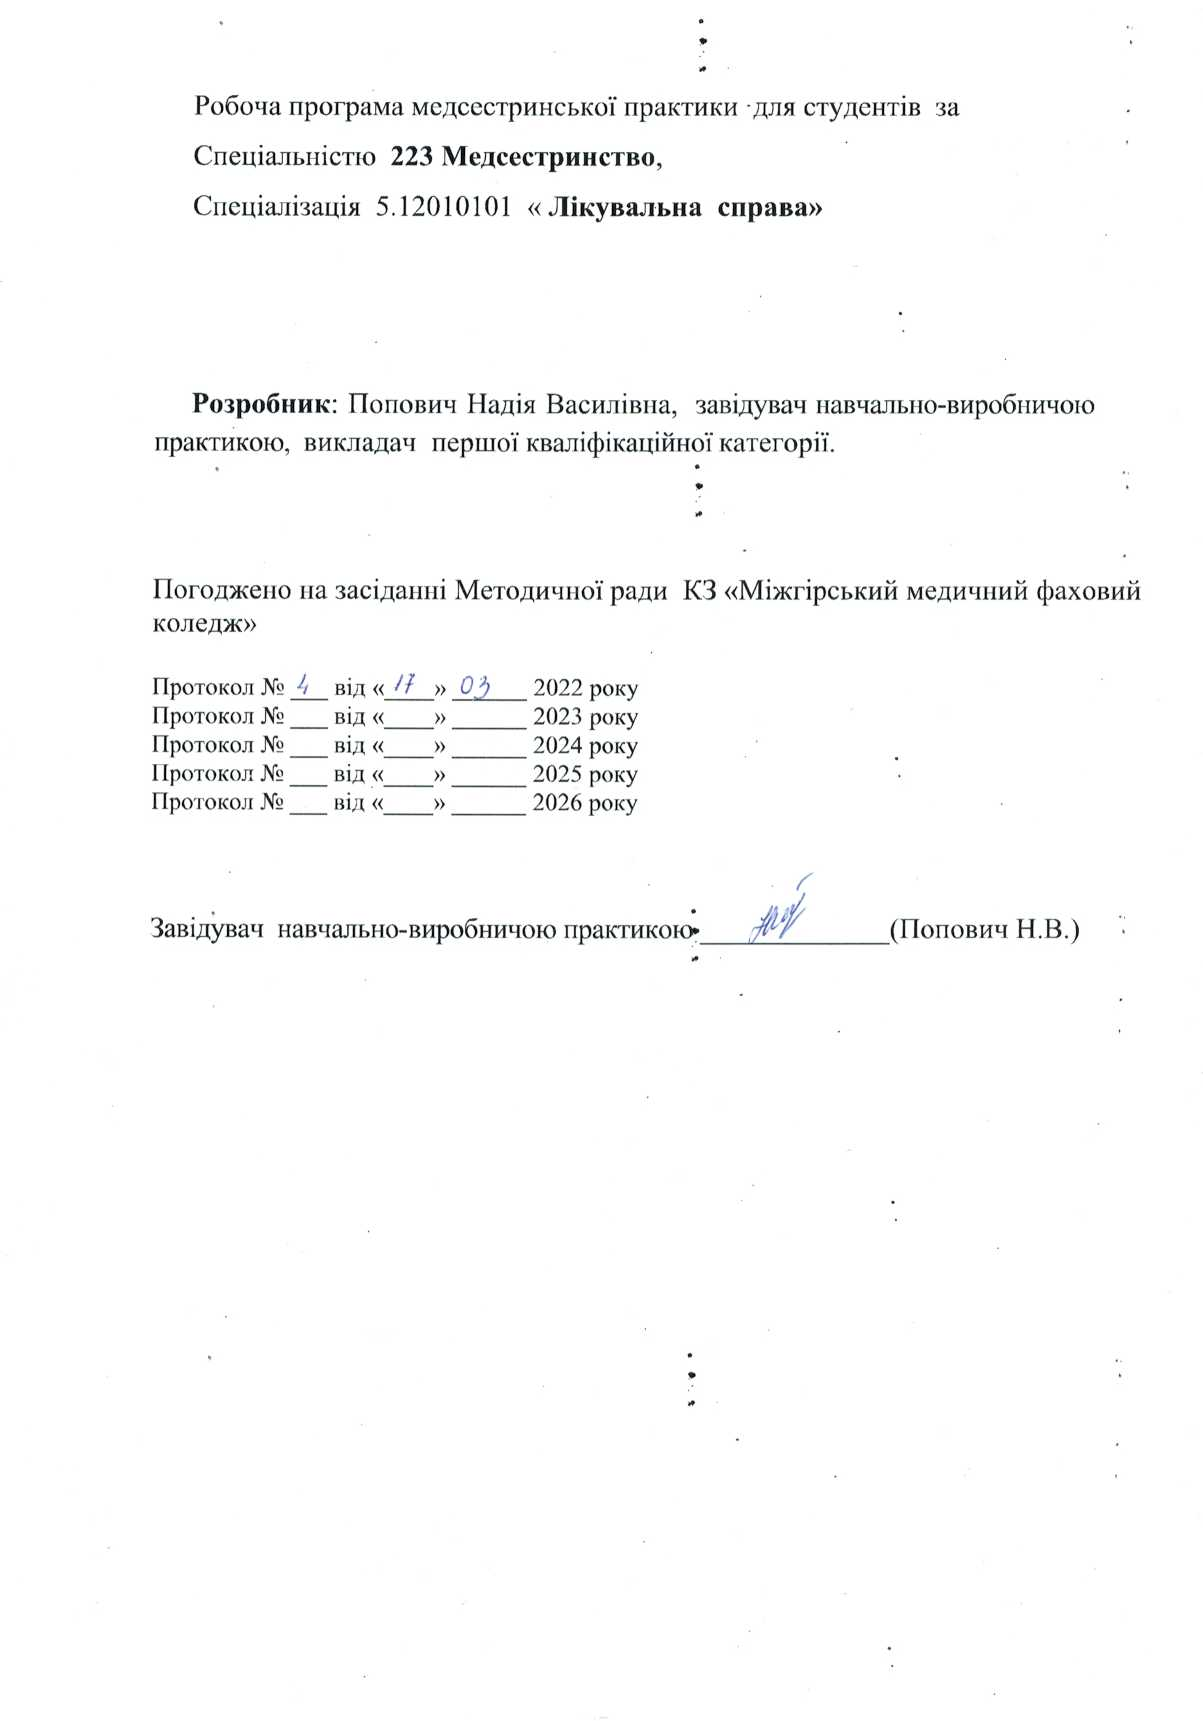 Робоча програма медсестринської практики для студентів за
Спеціальністю 223 Медсестринство,
Спеціалізація 5.12010101 « Лікувальна справа»
Розробник: Попович Надія Василівна, завідувач навчально-виробничою
практикою, викладач першої кваліфікаційної категорії.
Погоджено на засіданні Методичної ради КЗ «Міжгірський медичний фаховий
коледж»
Протокол № 4 від «17» 03 2022 року
Протокол № ___ від «____» ______ 2023 року
Протокол № ___ від «____» ______ 2024 року
Протокол № ___ від «____» ______ 2025 року
Протокол № ___ від «____» ______ 2026 року
Завідувач навчально-виробничою практикою ______________(Попович Н.В.)